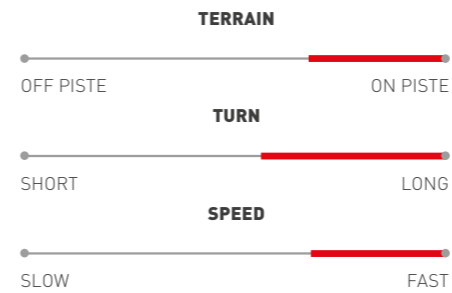 TERRAIN
OFF PISTE ON PISTE
TURN
SHORT LONG
SPEED
SLOW FAST